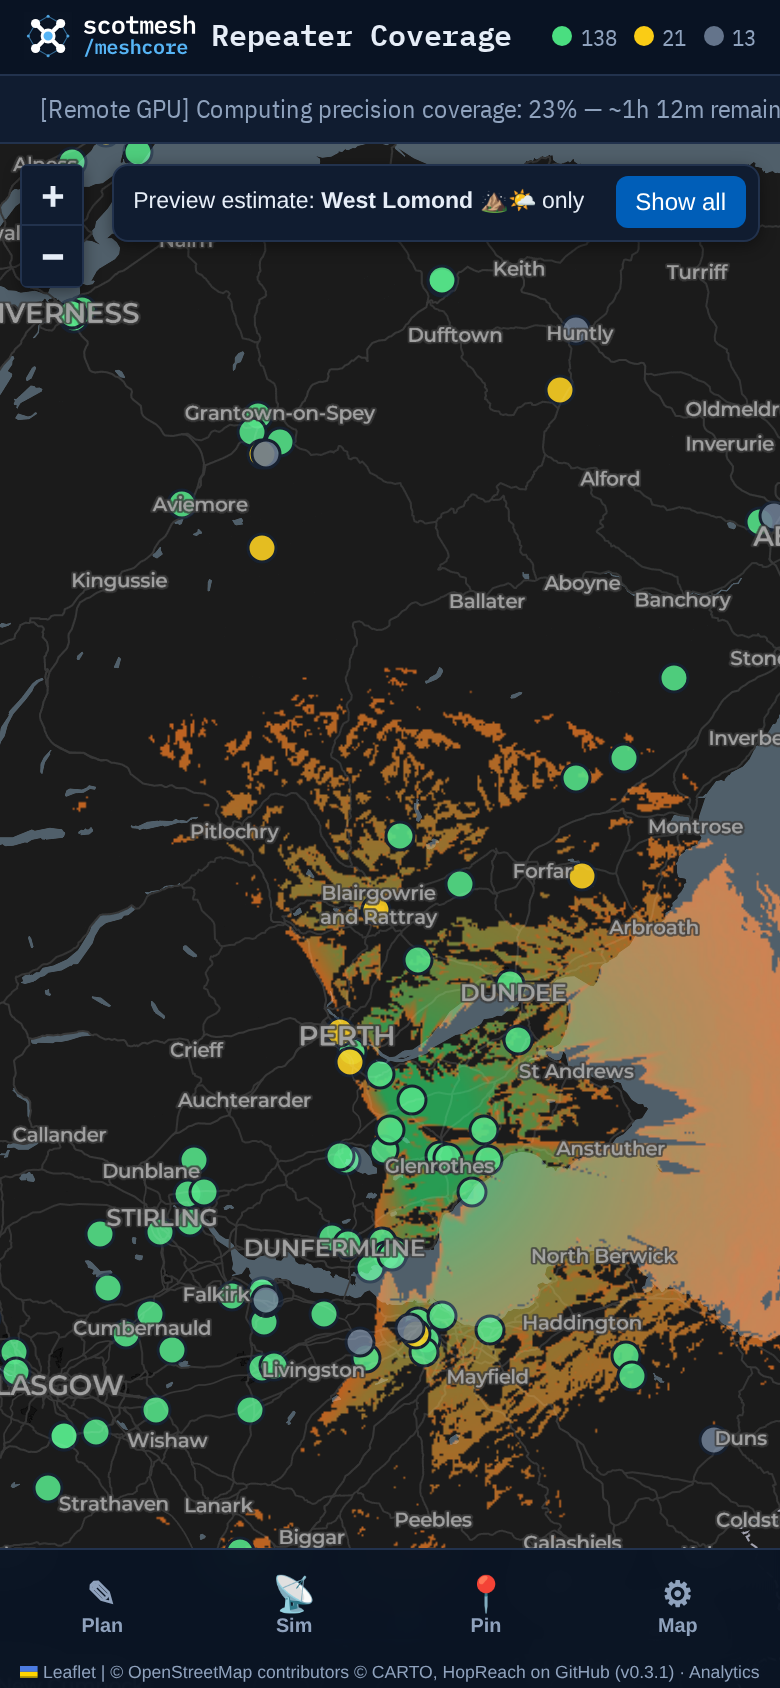 scotmesh
/meshcore
Repeater Coverage
138
21
13
[Remote GPU] Computing precision coverage: 23% — ~1h 12m remain
Alness
+
Preview estimate: West Lomond ⛰️🌤️ only
Show all
−
Nairn
Keith
Turriff
VERNESS
Dufftown
Huntly
Grantown-on-Spey
Oldmeldr
Inverurie
Alford
Aviemore
Kingussie
Aboyne
Ballater
Banchory
Ston
Inverbe
Pitlochry
Montrose
Forfar
Blairgowrie
and Rattray
Arbroath
DUNDEE
PERTH
Crieff
St Andrews
Auchterarder
Callander
Anstruther
Dunblane
Glenrothes
STIRLING
DUNFERMLINE
North Berwick
Falkirk
Haddington
Cumbernauld
Livingston
LASGOW
Mayfield
Wishaw
Duns
Strathaven
Lanark
Peebles
Coldst
Biggar
Galashiels
Plan
Sim
Pin
Map
Leaflet | © OpenStreetMap contributors © CARTO, HopReach on GitHub (v0.3.1) · Analytics